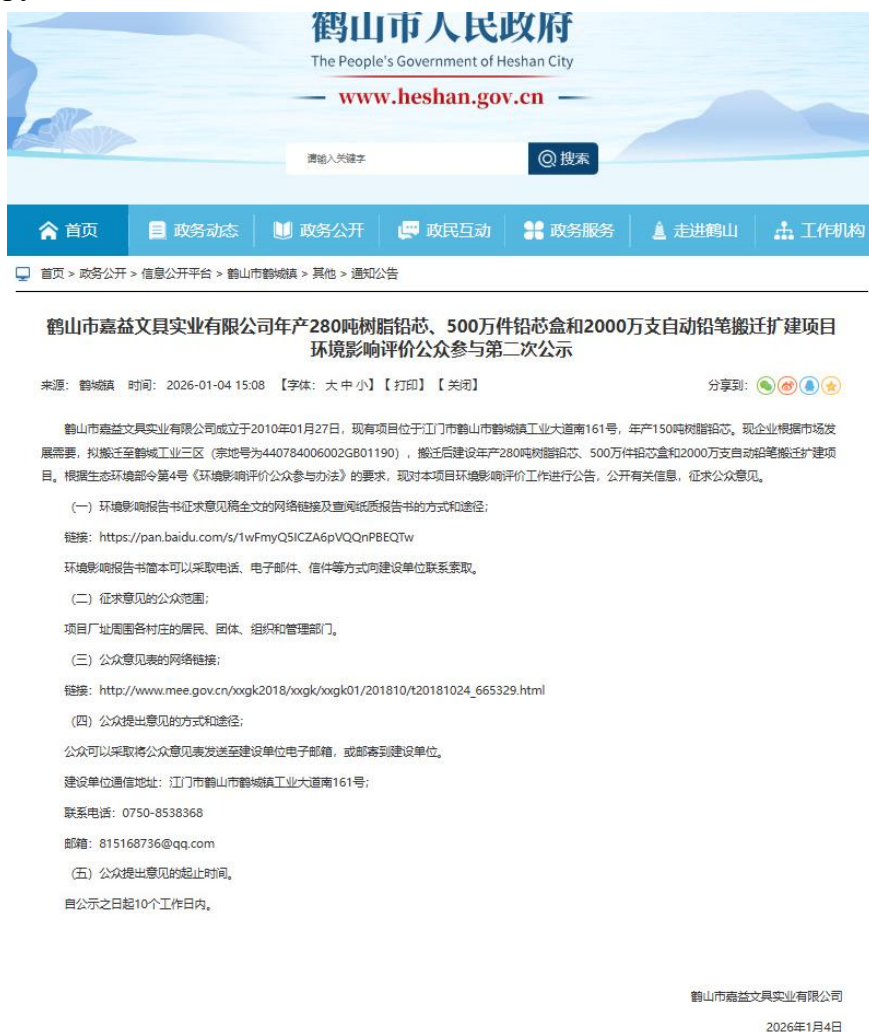 鹤山市人民政府
The People's Government of Heshan City
www.heshan.gov.cn
请输入关键字
搜索
首页 政务动态 政务公开 政民互动 政务服务 走进鹤山 工作机构
首页 > 政务公开 > 信息公开平台 > 鹤山市鹤城镇 > 其他 > 通知公告
鹤山市嘉益文具实业有限公司年产280吨树脂铅芯、500万件铅芯盒和2000万支自动铅笔搬迁扩建项目
环境影响评价公众参与第二次公示
来源: 鹤城镇 时间: 2026-01-04 15:08 【字体: 大 中 小】【 打印】【 关闭】 分享到:
鹤山市嘉益文具实业有限公司成立于2010年01月27日，现有项目位于江门市鹤山市鹤城镇工业大道南161号，年产150吨树脂铅芯。现企业根据市场发
展需要，拟搬迁至鹤城工业三区（宗地号为440784006002GB01190），搬迁后建设年产280吨树脂铅芯、500万件铅芯盒和2000万支自动铅笔搬迁扩建项
目。根据生态环境部令第4号《环境影响评价公众参与办法》的要求，现对本项目环境影响评价工作进行公告，公开有关信息，征求公众意见。
（一）环境影响报告书征求意见稿全文的网络链接及查阅纸质报告书的方式和途径；
链接：https://pan.baidu.com/s/1wFmyQ5ICZA6pVQQnPBEQTw
环境影响报告书简本可以采取电话、电子邮件、信件等方式向建设单位联系索取。
（二）征求意见的公众范围；
项目厂址周围各村庄的居民、团体、组织和管理部门。
（三）公众意见表的网络链接；
链接：http://www.mee.gov.cn/xxgk2018/xxgk/xxgk01/201810/t20181024_665329.html
（四）公众提出意见的方式和途径；
公众可以采取将公众意见表发送至建设单位电子邮箱，或邮寄到建设单位。
建设单位通信地址：江门市鹤山市鹤城镇工业大道南161号；
联系电话：0750-8538368
邮箱：815168736@qq.com
（五）公众提出意见的起止时间。
自公示之日起10个工作日内。
鹤山市嘉益文具实业有限公司
2026年1月4日